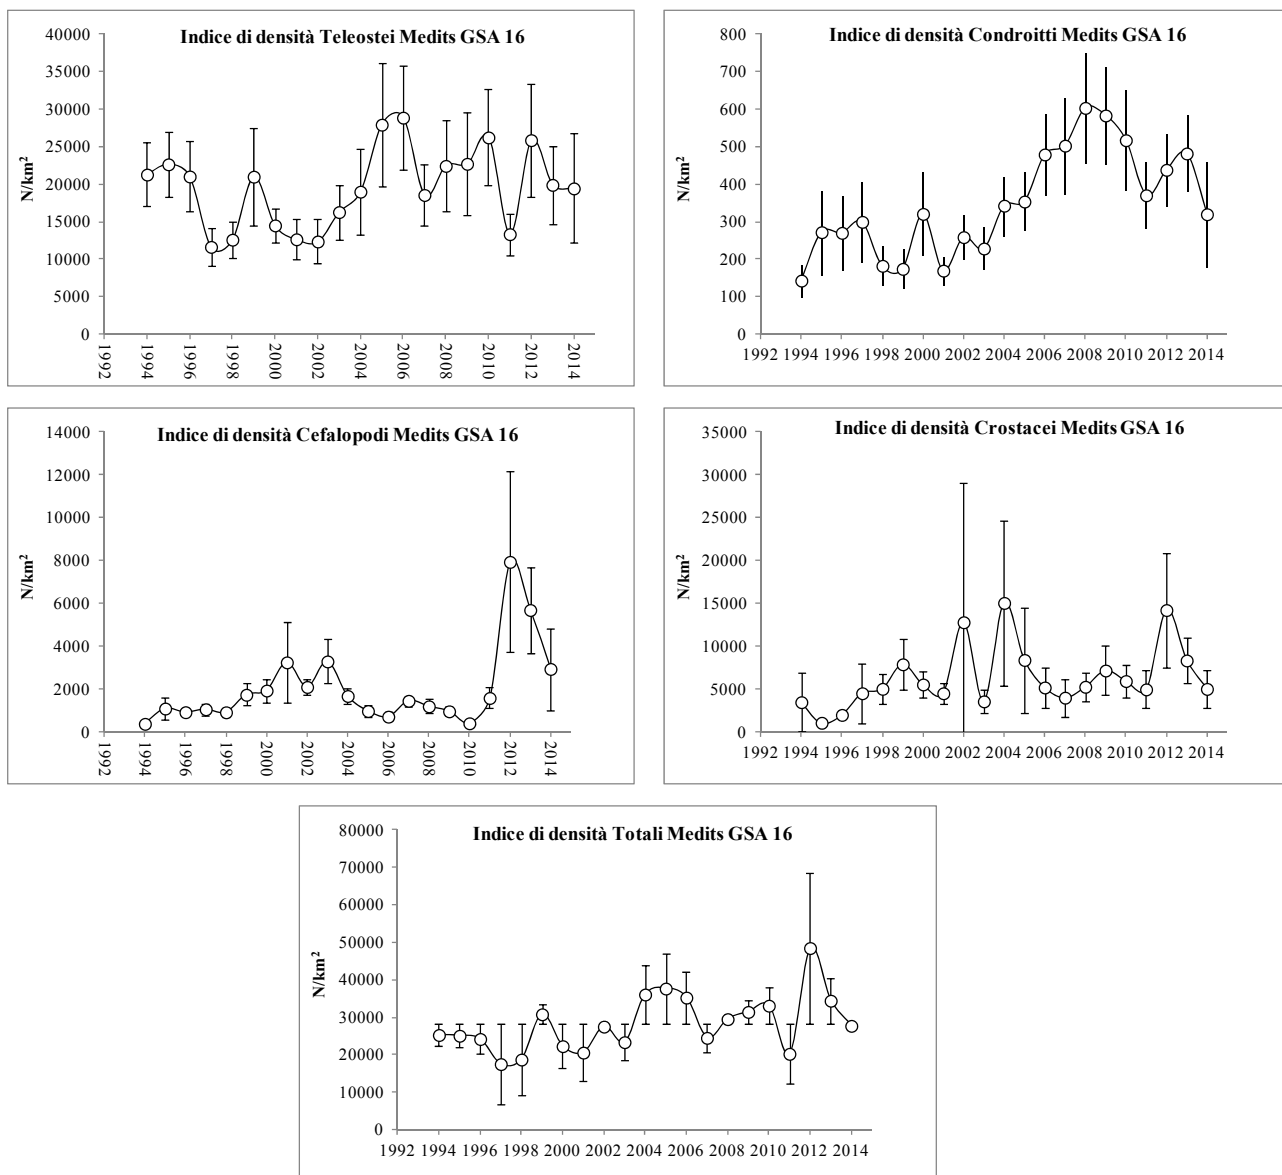 Indice di densità Teleostei Medits GSA 16
N/km²
40000
35000
30000
25000
20000
15000
10000
5000
0
1992 1994 1996 1998 2000 2002 2004 2006 2008 2010 2012 2014
Indice di densità Condroitti Medits GSA 16
N/km²
800
700
600
500
400
300
200
100
0
1992 1994 1996 1998 2000 2002 2004 2006 2008 2010 2012 2014
Indice di densità Cefalopodi Medits GSA 16
N/km²
14000
12000
10000
8000
6000
4000
2000
0
1992 1994 1996 1998 2000 2002 2004 2006 2008 2010 2012 2014
Indice di densità Crostacei Medits GSA 16
N/km²
35000
30000
25000
20000
15000
10000
5000
0
1992 1994 1996 1998 2000 2002 2004 2006 2008 2010 2012 2014
Indice di densità Totali Medits GSA 16
N/km²
80000
70000
60000
50000
40000
30000
20000
10000
0
1992 1994 1996 1998 2000 2002 2004 2006 2008 2010 2012 2014